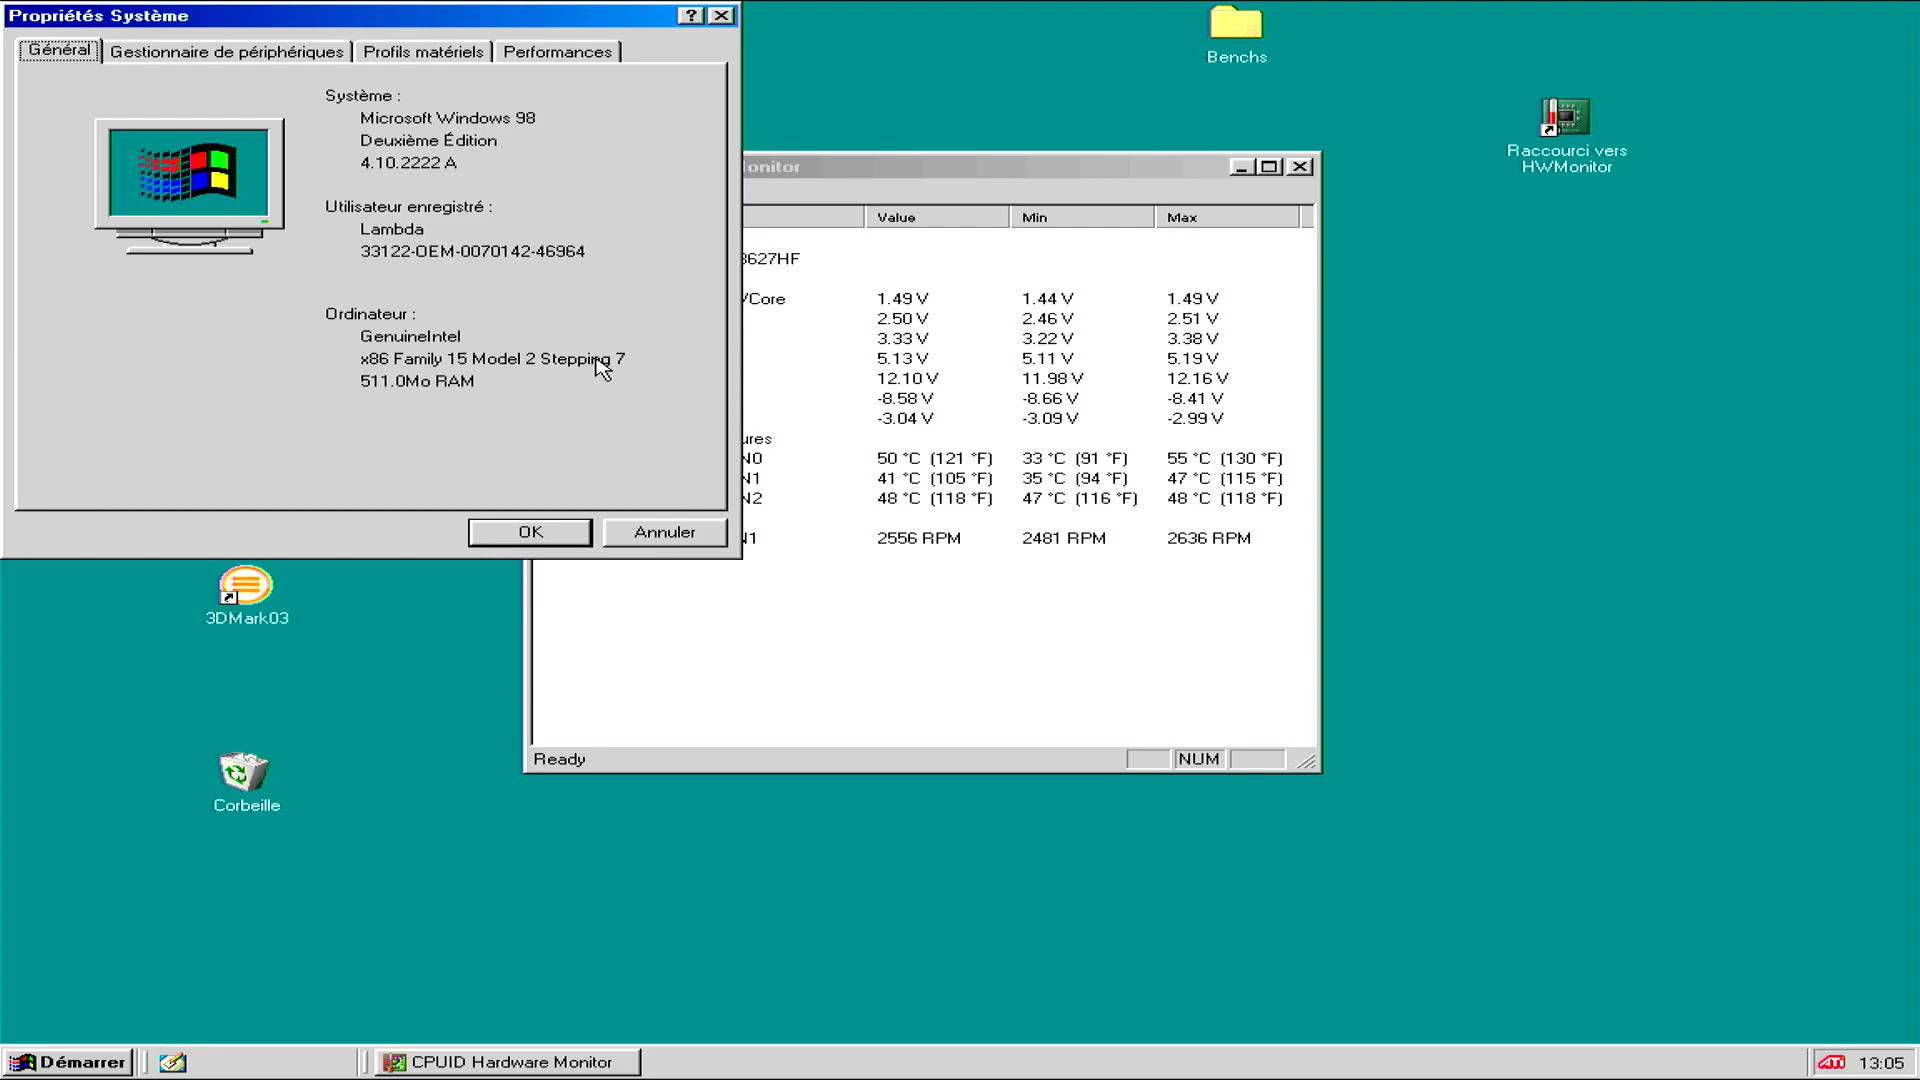 Propriétés Système
Général
Gestionnaire de périphériques
Profils matériels
Performances
Système :
Microsoft Windows 98
Deuxième Édition
4.10.2222 A
Utilisateur enregistré :
Lambda
33122-OEM-0070142-46964
Ordinateur :
GenuineIntel
x86 Family 15 Model 2 Stepping 7
511.0Mo RAM
OK
Annuler
Benchs
Raccourci vers
HWMonitor
onitor
Value Min Max
3627HF
VCore 1.49 V 1.44 V 1.49 V
2.50 V 2.46 V 2.51 V
3.33 V 3.22 V 3.38 V
5.13 V 5.11 V 5.19 V
12.10 V 11.98 V 12.16 V
-8.58 V -8.66 V -8.41 V
-3.04 V -3.09 V -2.99 V
ures
N0 50 °C (121 °F) 33 °C (91 °F) 55 °C (130 °F)
N1 41 °C (105 °F) 35 °C (94 °F) 47 °C (115 °F)
N2 48 °C (118 °F) 47 °C (116 °F) 48 °C (118 °F)
N1 2556 RPM 2481 RPM 2636 RPM
Ready
NUM
3DMark03
Corbeille
Démarrer
CPUID Hardware Monitor
ATI
13:05